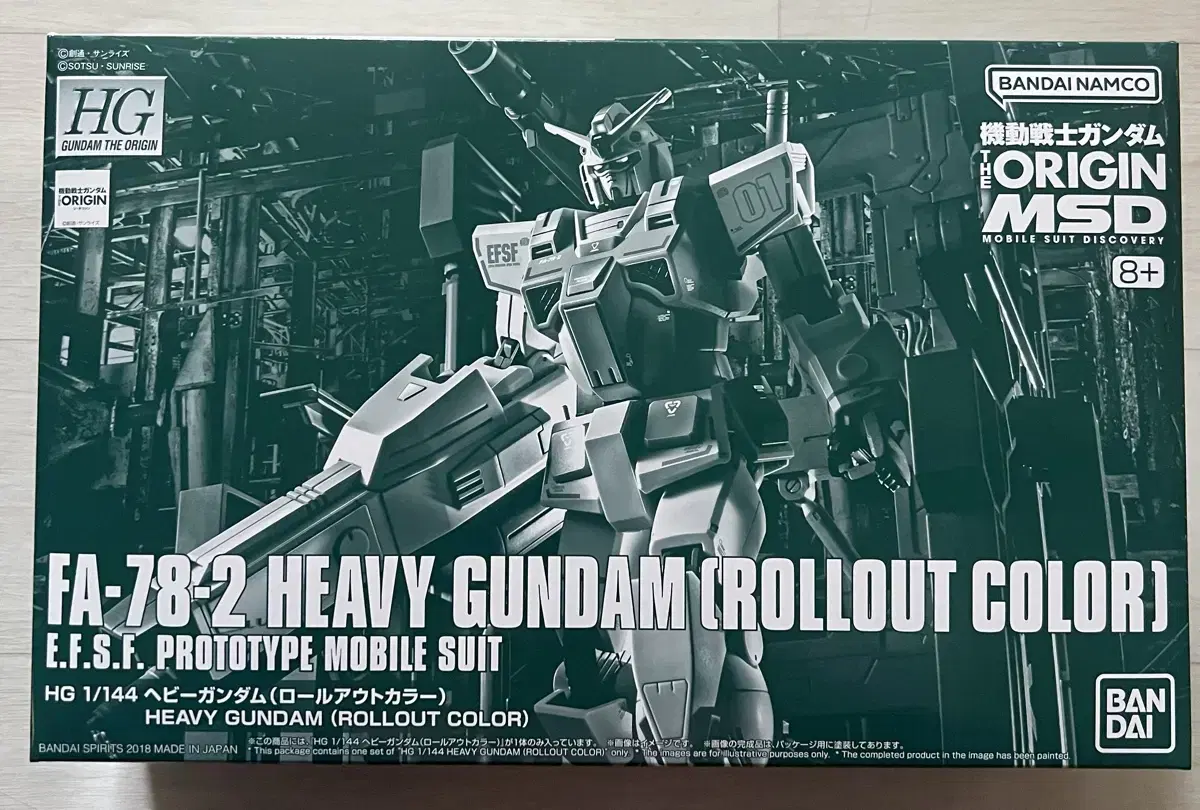 ©創通・サンライズ
©SOTSU・SUNRISE
HG
GUNDAM THE ORIGIN
機動戦士ガンダム
ORIGIN
©創通・サンライズ
BANDAI NAMCO
機動戦士ガンダム
THE ORIGIN
MSD
MOBILE SUIT DISCOVERY
8+
01
EFSF
FA-78-2 HEAVY GUNDAM [ROLLOUT COLOR]
E.F.S.F. PROTOTYPE MOBILE SUIT
HG 1/144 ヘビーガンダム(ロールアウトカラー)
HEAVY GUNDAM (ROLLOUT COLOR)
BAN
DAI
BANDAI SPIRITS 2018 MADE IN JAPAN
※この商品には、「HG 1/144 ヘビーガンダム(ロールアウトカラー)」が1体のみ入っています。 ※画像はイメージです。 ※画像の完成品は、パッケージ用に塗装してあります。
* This package contains one set of "HG 1/144 HEAVY GUNDAM (ROLLOUT COLOR)" only. * The images are for illustrative purposes only. * The completed product in the image has been painted.